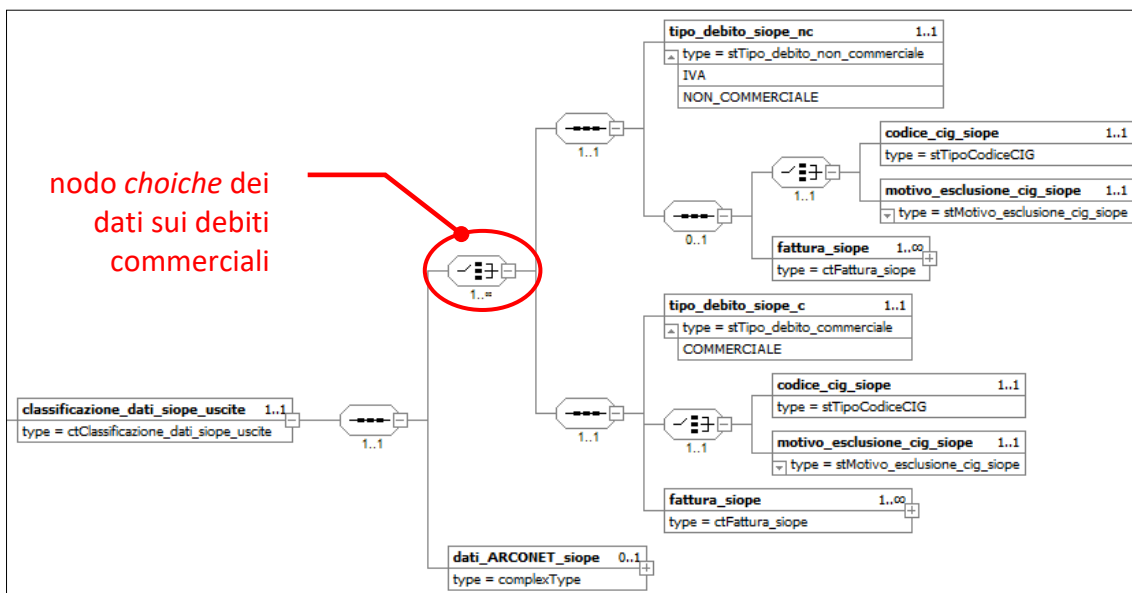 tipo_debito_siope_nc 1..1
type = stTipo_debito_non_commerciale
IVA
NON_COMMERCIALE
1..1
codice_cig_siope 1..1
type = stTipoCodiceCIG
1..1
motivo_esclusione_cig_siope 1..1
type = stMotivo_esclusione_cig_siope
0..1
fattura_siope 1..∞
type = ctFattura_siope
nodo choiche dei
dati sui debiti
commerciali
1..∞
tipo_debito_siope_c 1..1
type = stTipo_debito_commerciale
COMMERCIALE
classificazione_dati_siope_uscite 1..1
type = ctClassificazione_dati_siope_uscite
1..1
1..1
codice_cig_siope 1..1
type = stTipoCodiceCIG
1..1
motivo_esclusione_cig_siope 1..1
type = stMotivo_esclusione_cig_siope
fattura_siope 1..∞
type = ctFattura_siope
dati_ARCONET_siope 0..1
type = complexType